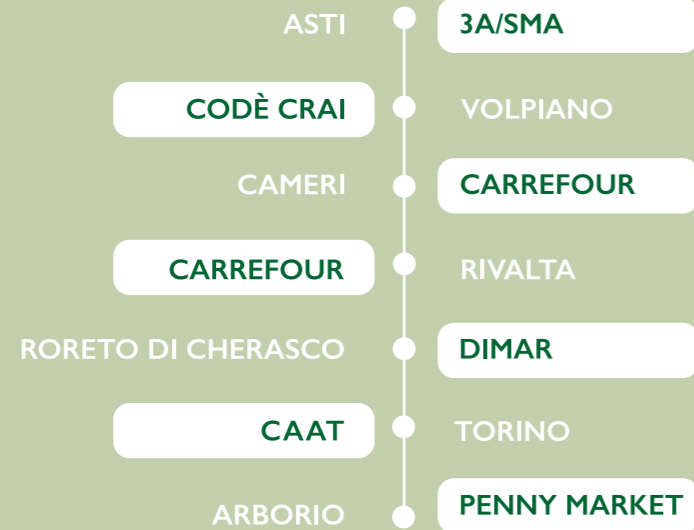 ASTI 3A/SMA
CODÈ CRAI VOLPIANO
CAMERI CARREFOUR
CARREFOUR RIVALTA
RORETO DI CHERASCO DIMAR
CAAT TORINO
ARBORIO PENNY MARKET